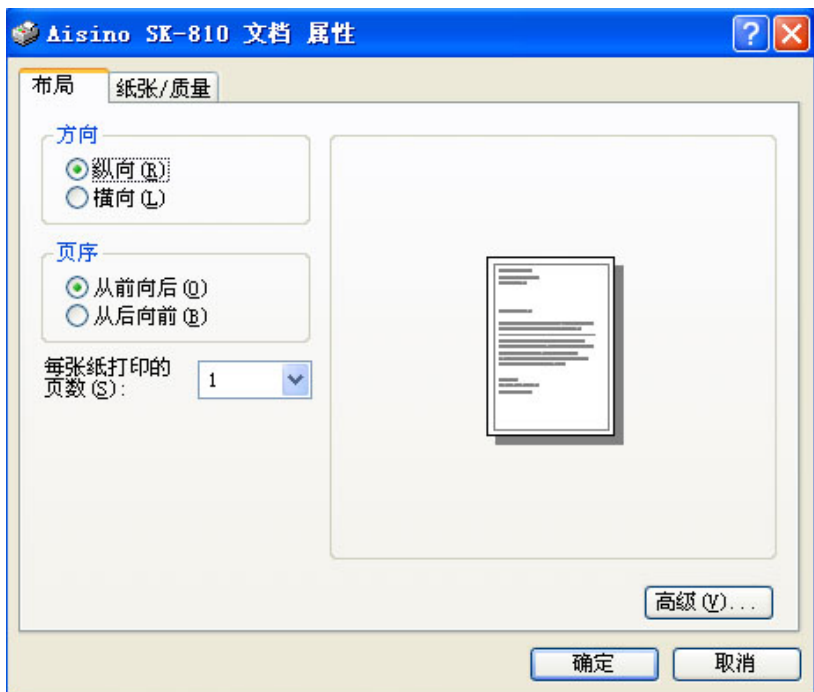 Aisino SK-810 文档 属性
布局
纸张/质量
方向
纵向(R)
横向(L)
页序
从前向后(O)
从后向前(B)
每张纸打印的
页数(S):
1
高级(V)...
确定
取消